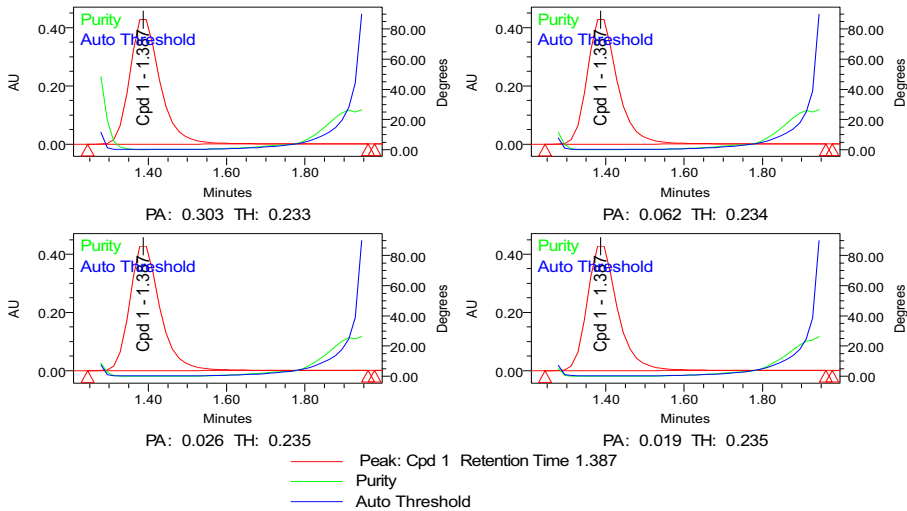 Purity
Auto Threshold
Cpd 1 - 1.387
AU
0.40
0.20
0.00
80.00
60.00
40.00
20.00
0.00
Degrees
1.40 1.60 1.80
Minutes
PA: 0.303 TH: 0.233
Purity
Auto Threshold
Cpd 1 - 1.387
AU
0.40
0.20
0.00
80.00
60.00
40.00
20.00
0.00
Degrees
1.40 1.60 1.80
Minutes
PA: 0.062 TH: 0.234
Purity
Auto Threshold
Cpd 1 - 1.387
AU
0.40
0.20
0.00
80.00
60.00
40.00
20.00
0.00
Degrees
1.40 1.60 1.80
Minutes
PA: 0.026 TH: 0.235
Purity
Auto Threshold
Cpd 1 - 1.387
AU
0.40
0.20
0.00
80.00
60.00
40.00
20.00
0.00
Degrees
1.40 1.60 1.80
Minutes
PA: 0.019 TH: 0.235
Peak: Cpd 1 Retention Time 1.387
Purity
Auto Threshold